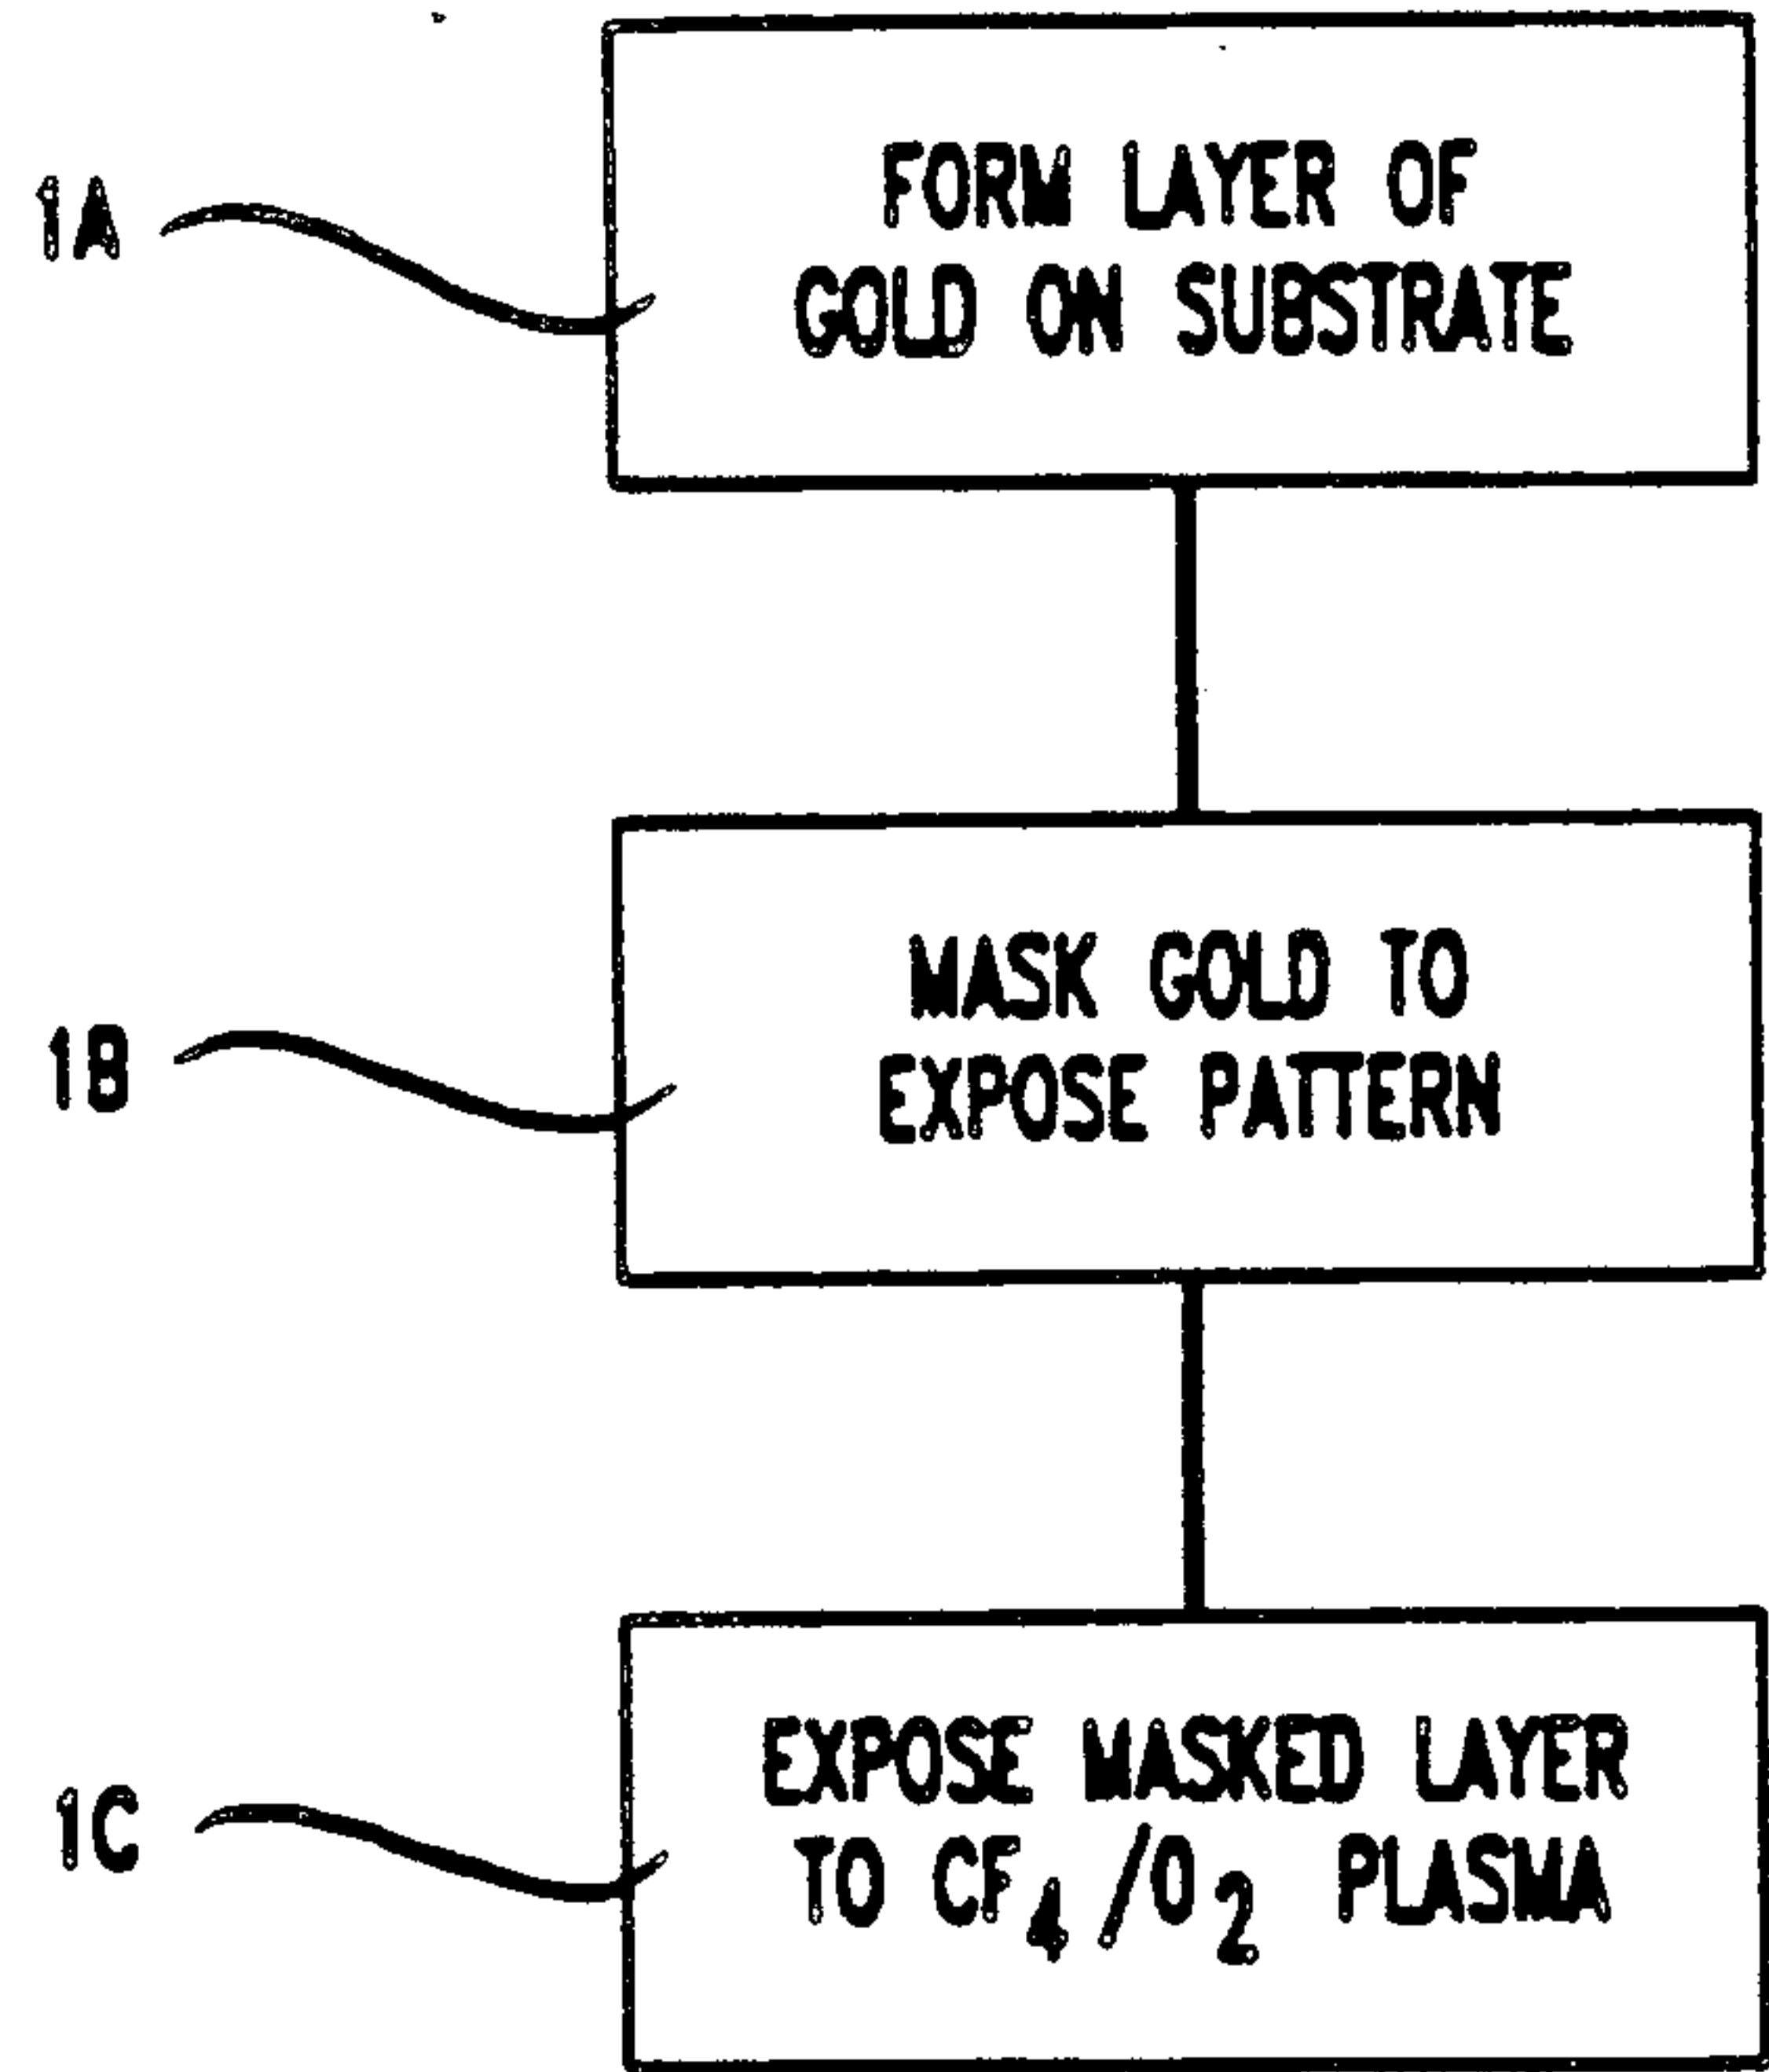 1A
FORM LAYER OF
GOLD ON SUBSTRATE
1B
MASK GOLD TO
EXPOSE PATTERN
1C
EXPOSE MASKED LAYER
TO CF₄/O₂ PLASMA